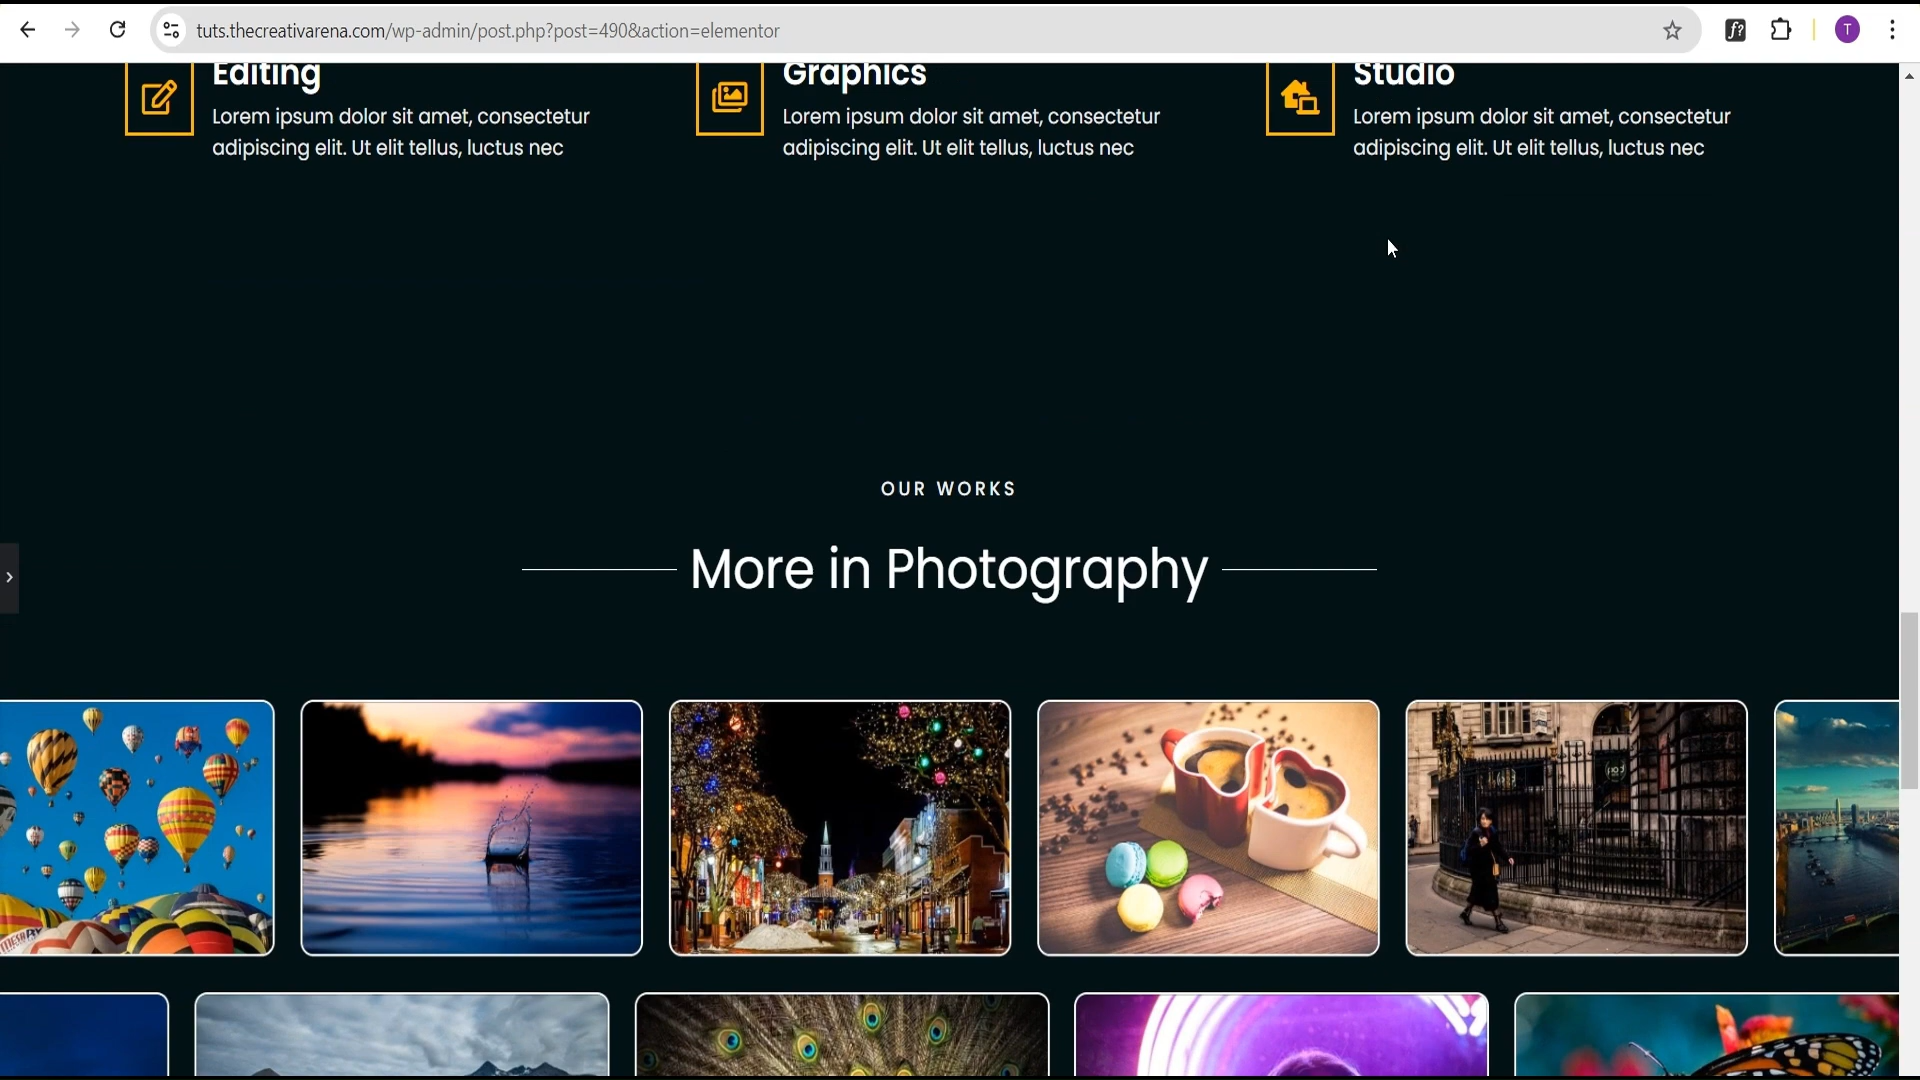 tuts.thecreativarena.com/wp-admin/post.php?post=490&action=elementor
f?
T
Editing
Lorem ipsum dolor sit amet, consectetur
adipiscing elit. Ut elit tellus, luctus nec
Graphics
Lorem ipsum dolor sit amet, consectetur
adipiscing elit. Ut elit tellus, luctus nec
Studio
Lorem ipsum dolor sit amet, consectetur
adipiscing elit. Ut elit tellus, luctus nec
OUR WORKS
More in Photography